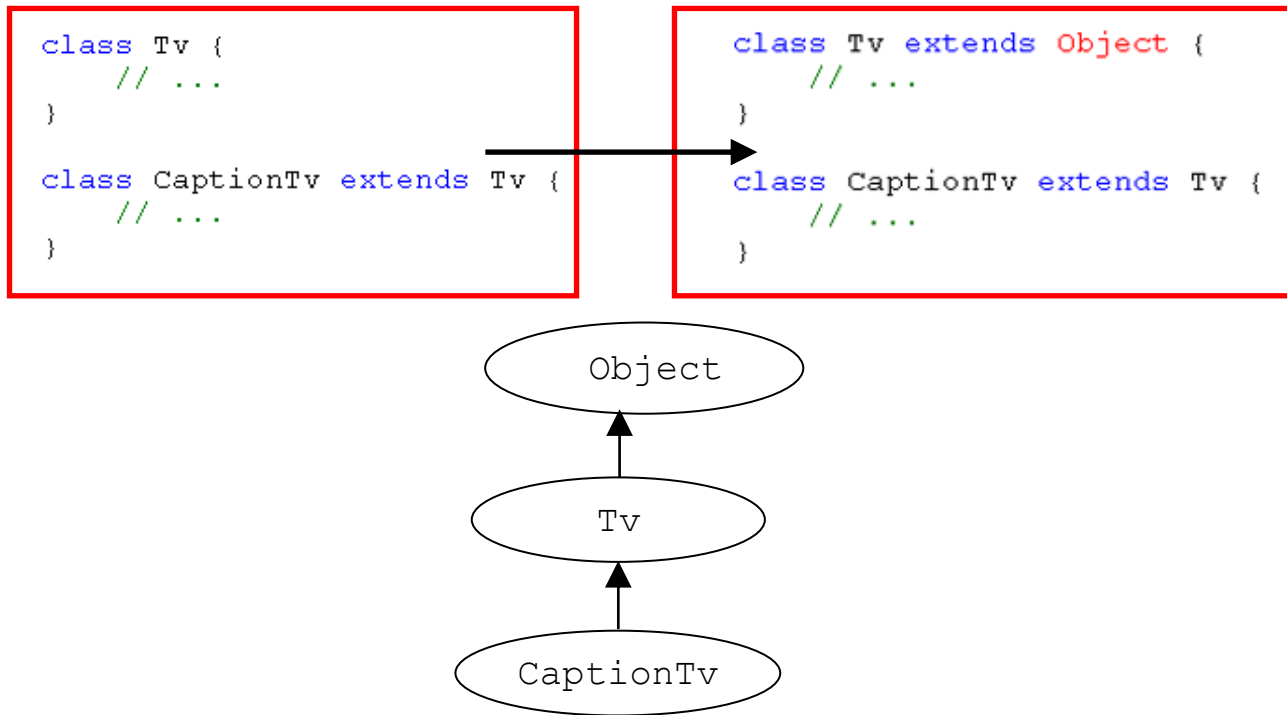 class Tv {
    // ...
}
class CaptionTv extends Tv {
    // ...
}
class Tv extends Object {
    // ...
}
class CaptionTv extends Tv {
    // ...
}
Object
Tv
CaptionTv